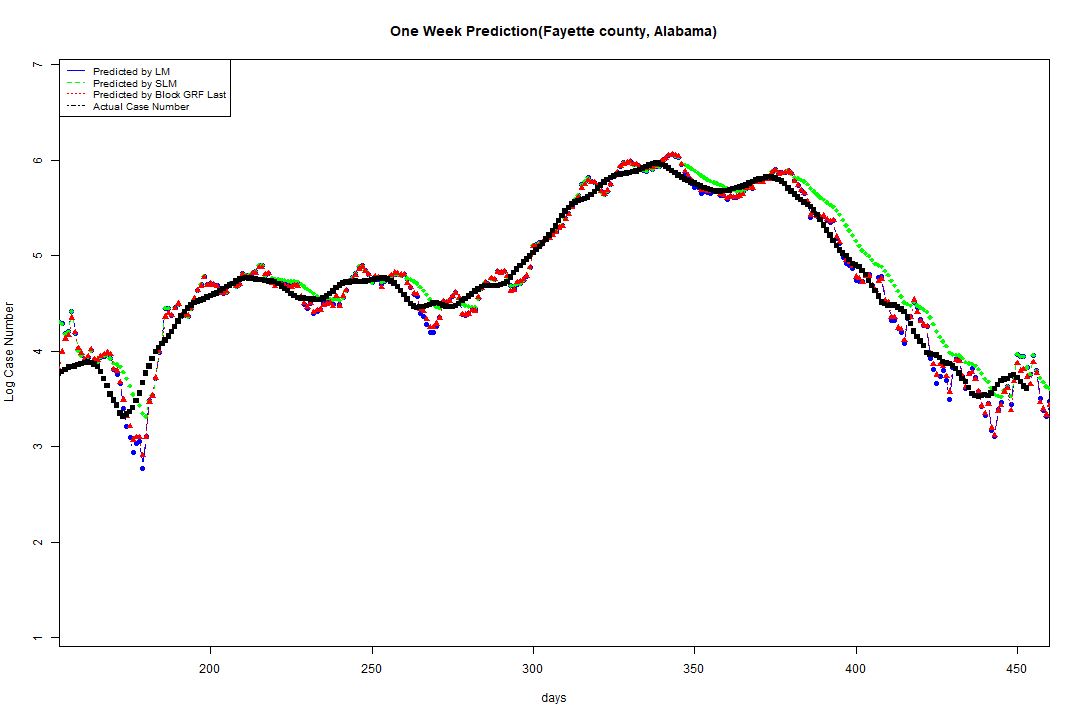 One Week Prediction(Fayette county, Alabama)
Predicted by LM
Predicted by SLM
Predicted by Block GRF Last
Actual Case Number
7
6
5
4
3
2
1
Log Case Number
200 250 300 350 400 450
days